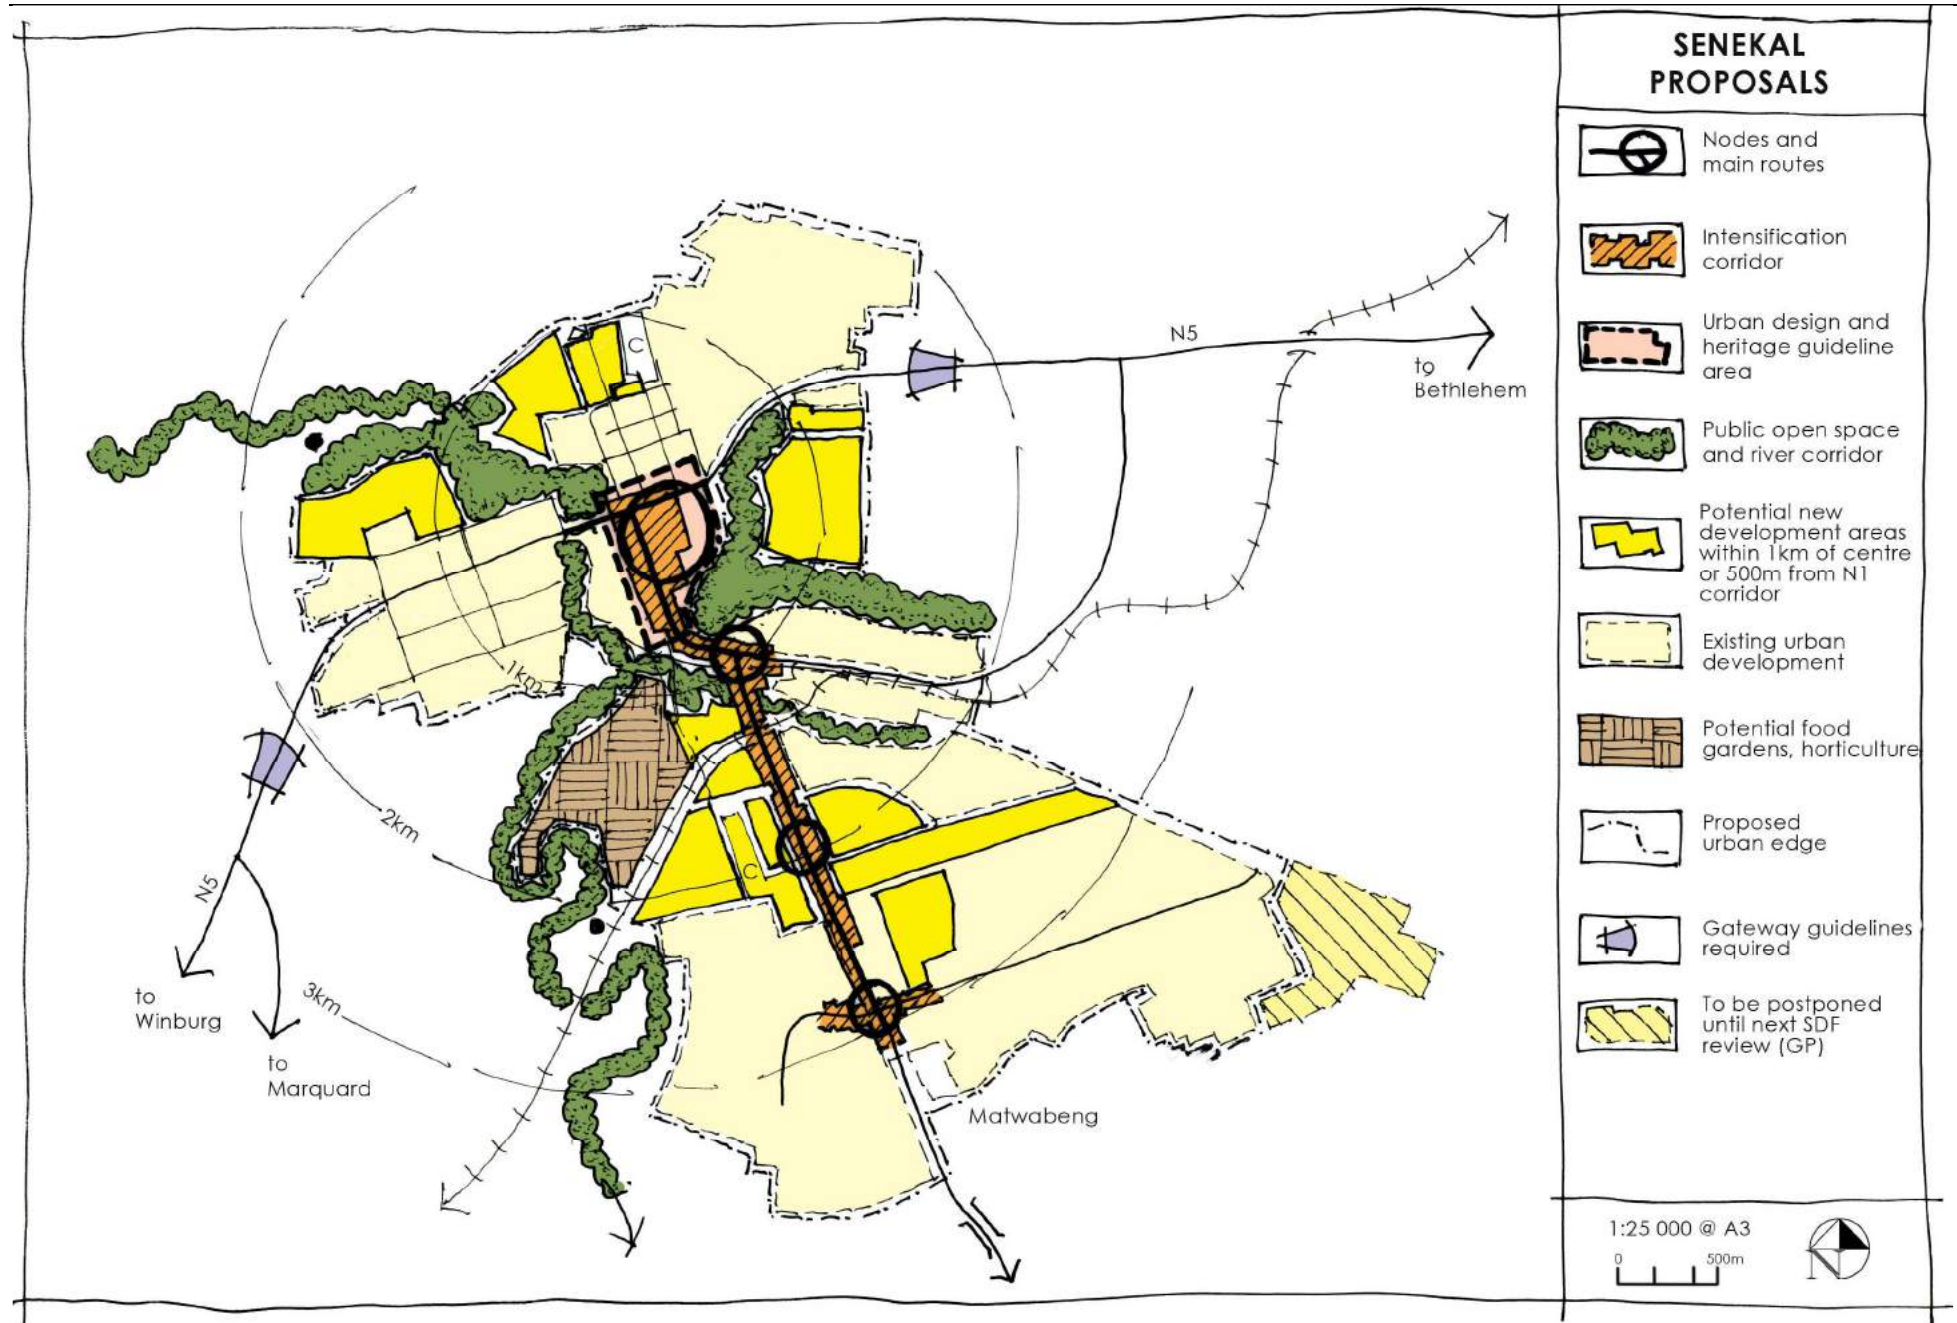 SENEKAL
PROPOSALS
Nodes and
main routes
Intensification
corridor
Urban design and
heritage guideline
area
Public open space
and river corridor
Potential new
development areas
within 1km of centre
or 500m from N1
corridor
Existing urban
development
Potential food
gardens, horticulture
Proposed
urban edge
Gateway guidelines
required
To be postponed
until next SDF
review (GP)
1:25 000 @ A3
0 500m
N
N5
to
Bethlehem
C
1km
2km
3km
C
N5
to
Winburg
to
Marquard
Matwabeng